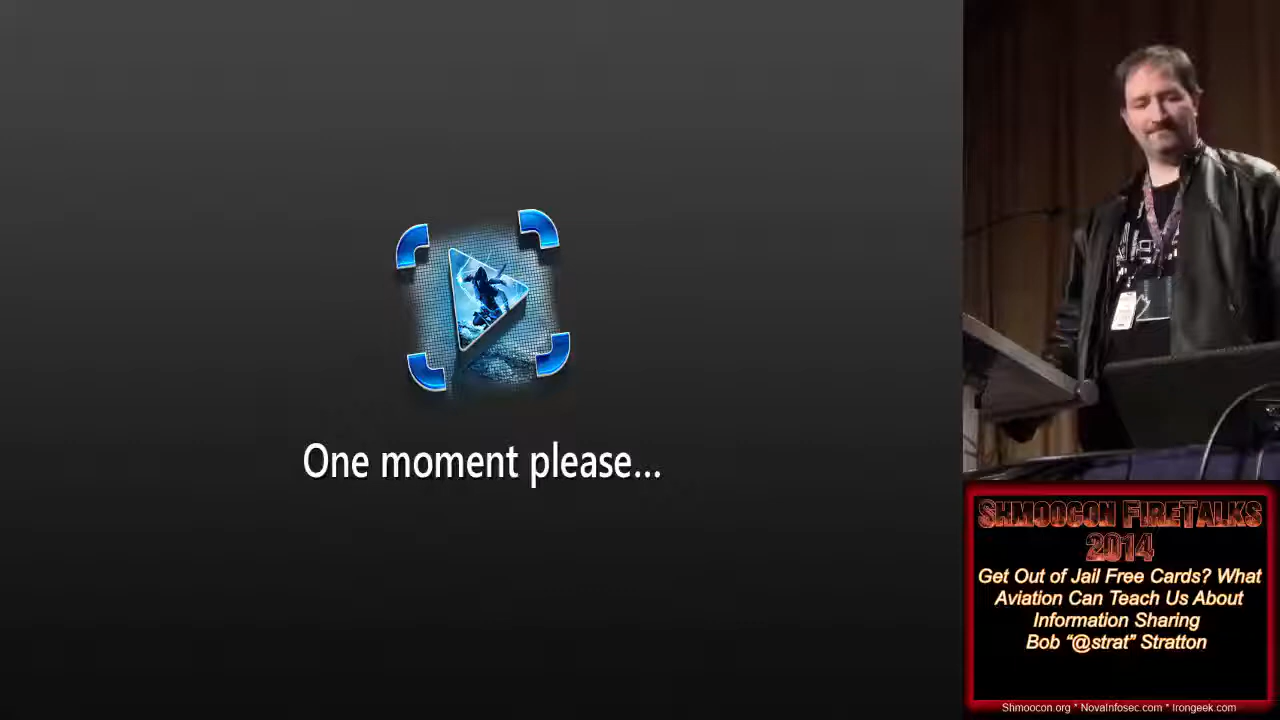 One moment please...
Shmoocon FireTalks
2014
Get Out of Jail Free Cards? What
Aviation Can Teach Us About
Information Sharing
Bob “@strat” Stratton
Shmoocon.org * NovaInfosec.com * Irongeek.com